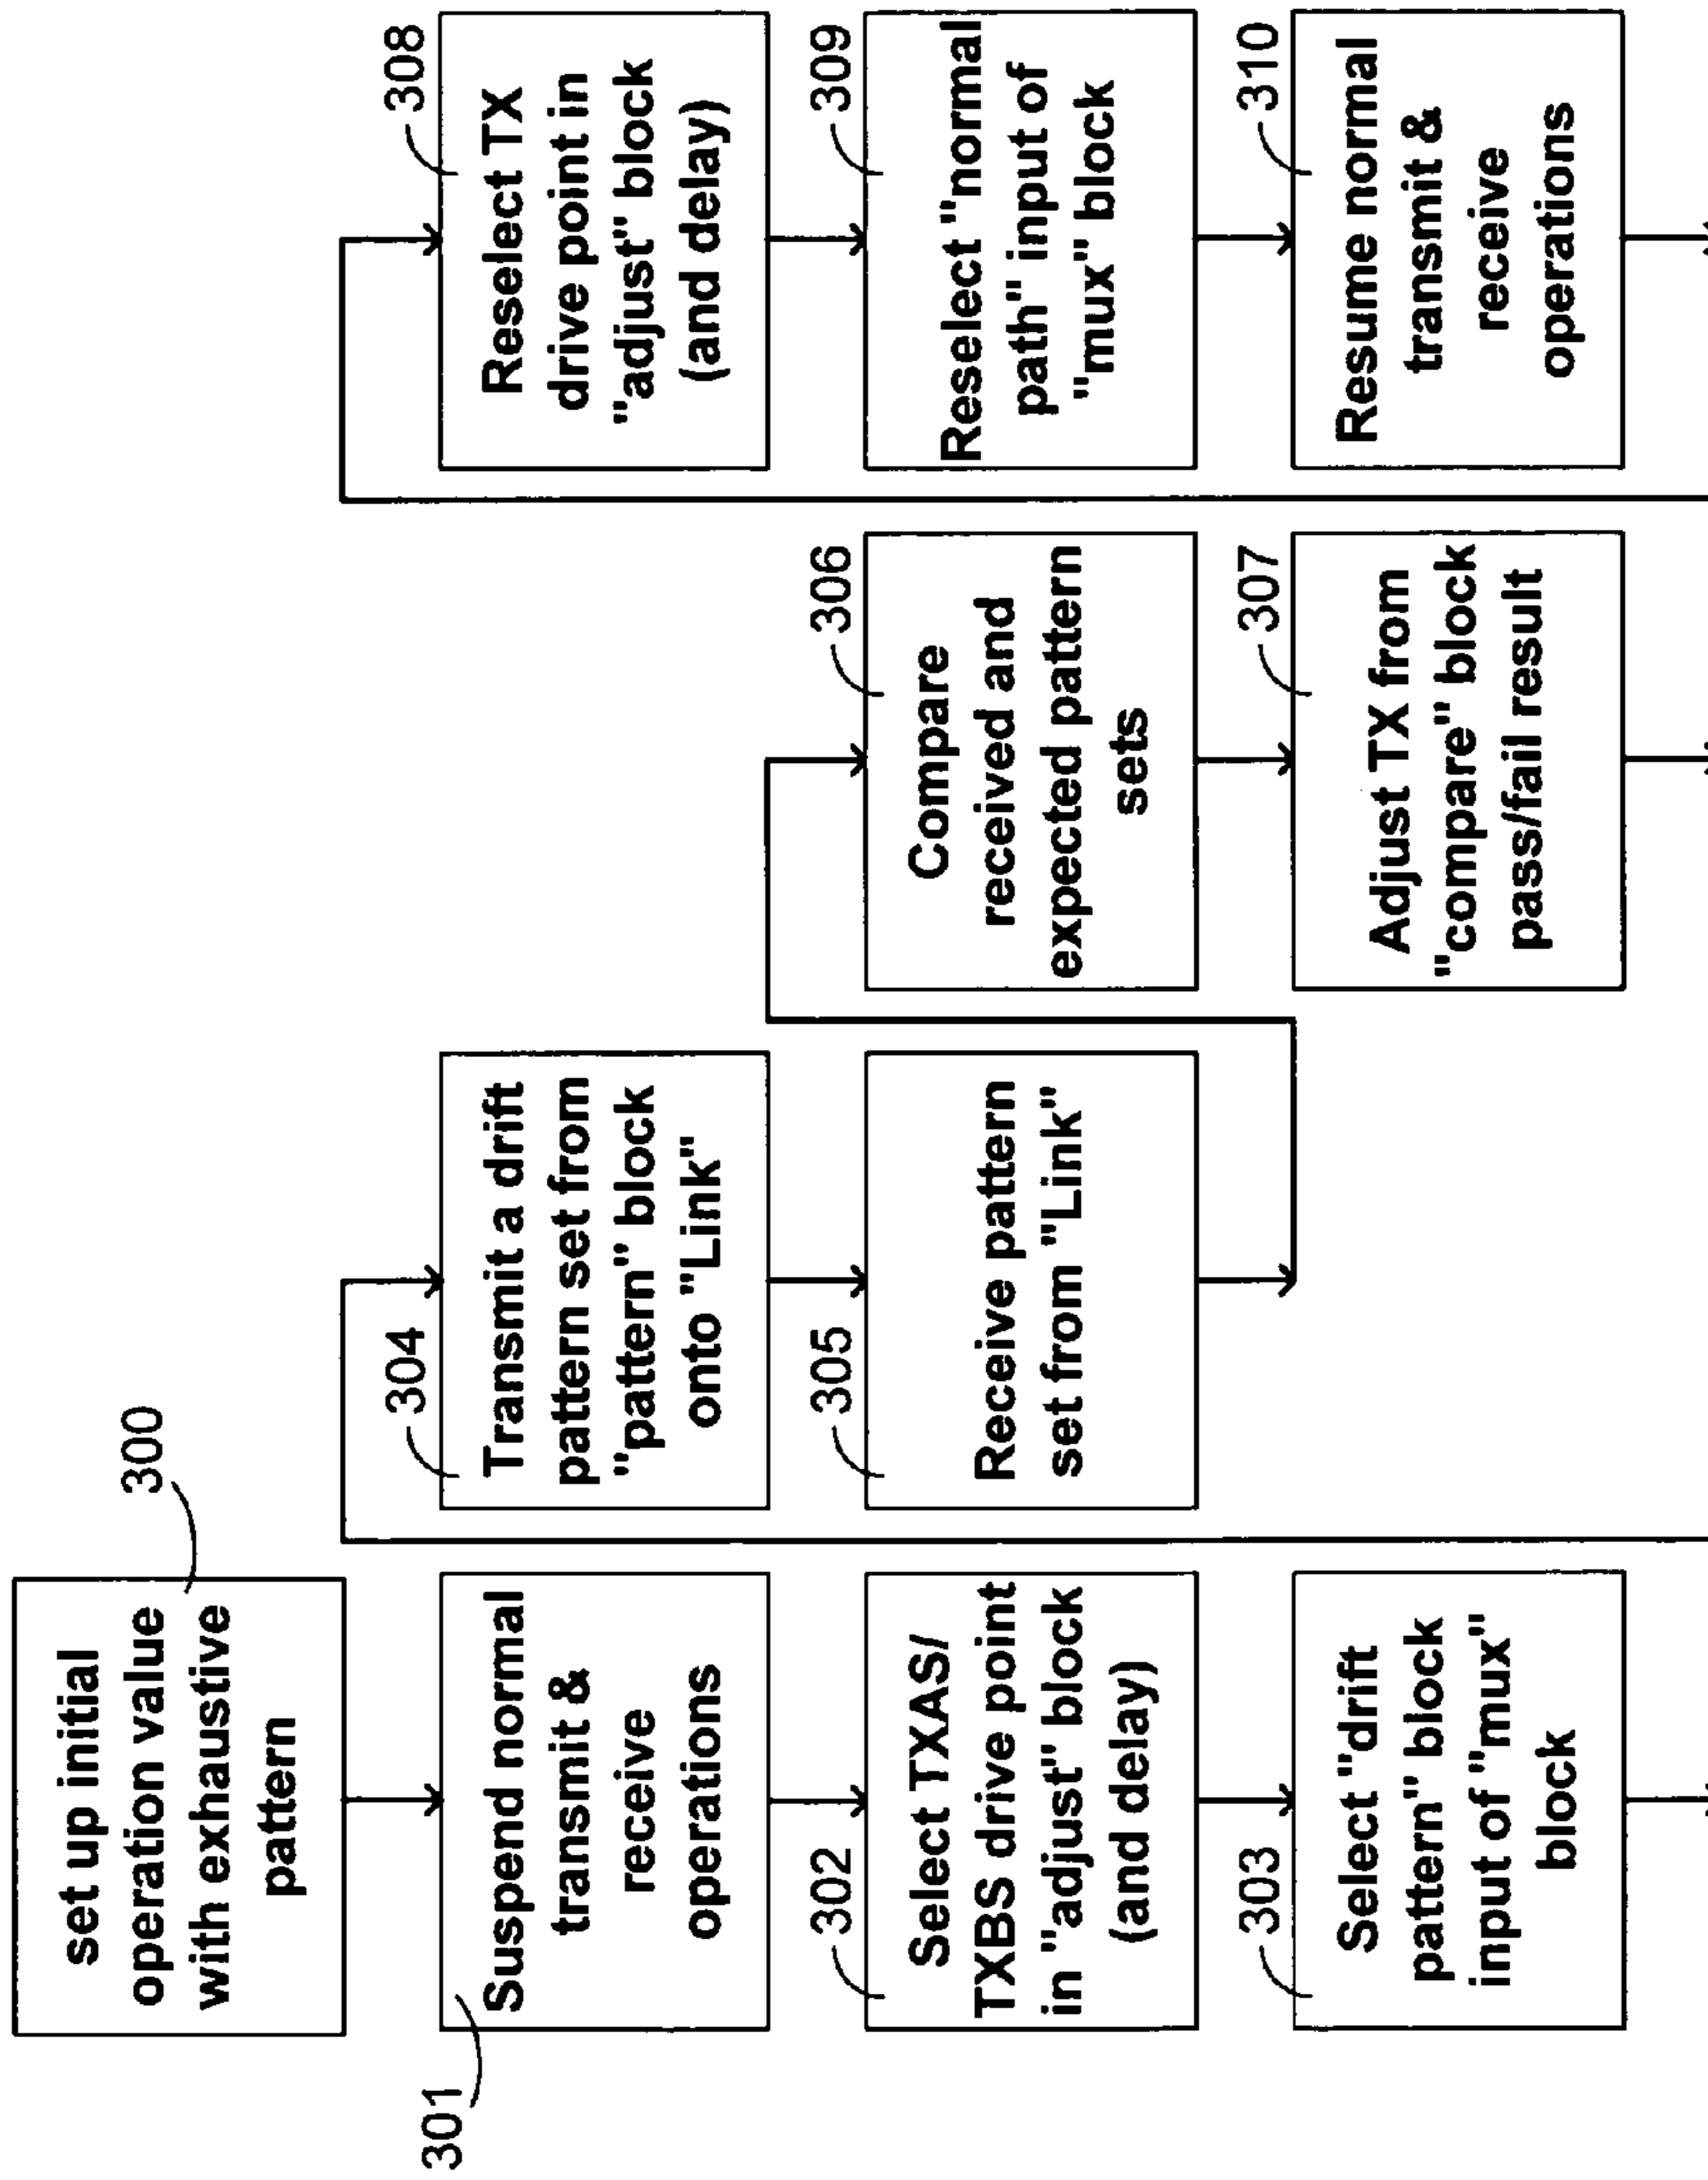 300
set up initial
operation value
with exhaustive
pattern
301
Suspend normal
transmit &
receive
operations
302
Select TXAS/
TXBS drive point
in "adjust" block
(and delay)
303
Select "drift
pattern" block
input of "mux"
block
304
Transmit a drift
pattern set from
"pattern" block
onto "Link"
305
Receive pattern
set from "Link"
306
Compare
received and
expected pattern
sets
307
Adjust TX from
"compare" block
pass/fail result
308
Reselect TX
drive point in
"adjust" block
(and delay)
309
Reselect "normal
path" input of
"mux" block
310
Resume normal
transmit &
receive
operations